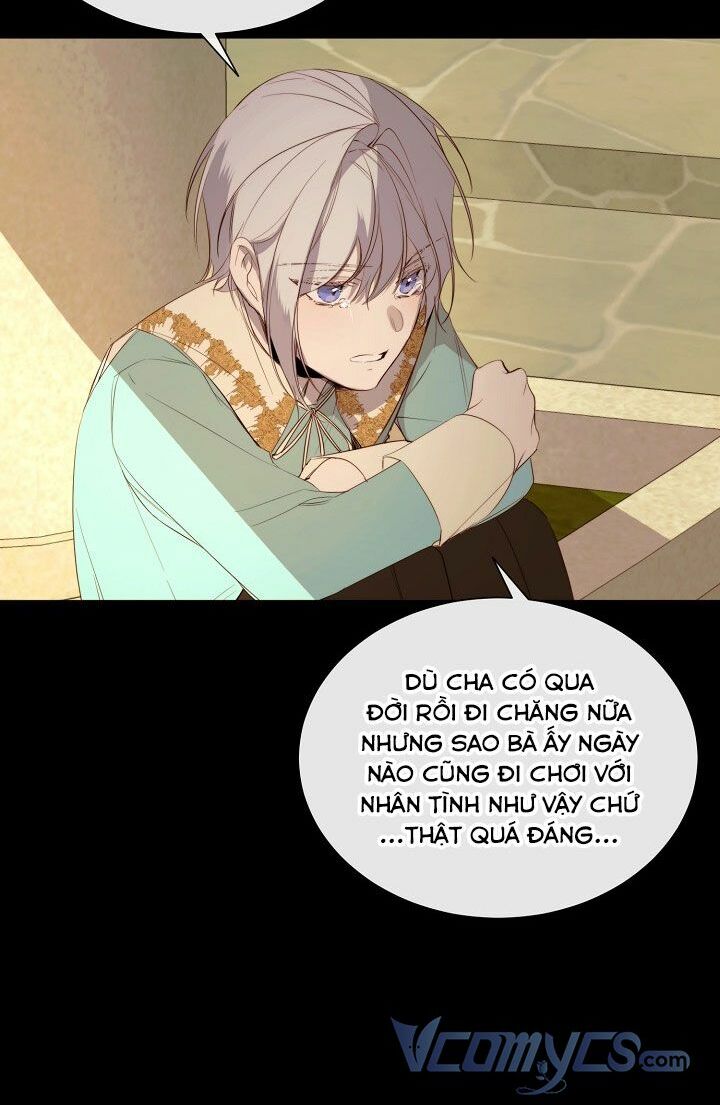 DÙ CHA CÓ QUA
ĐỜI RỒI ĐI CHĂNG NỮA
NHƯNG SAO BÀ ẤY NGÀY
NÀO CŨNG ĐI CHƠI VỚI
NHÂN TÌNH NHƯ VẬY CHỨ
...THẬT QUÁ ĐÁNG...
VCOMYCS.com